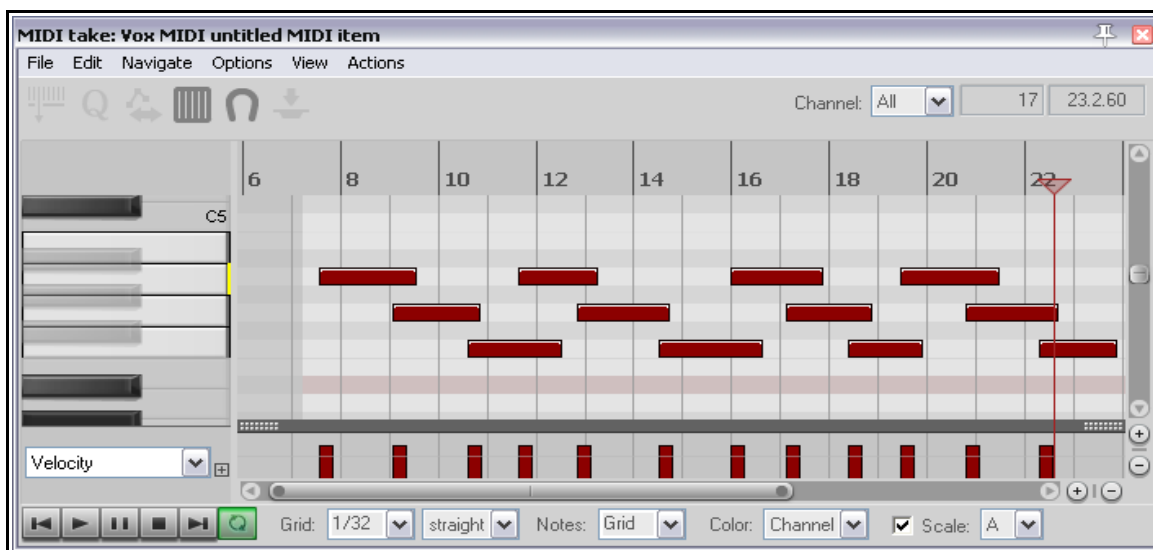 MIDI take: Vox MIDI untitled MIDI item
File Edit Navigate Options View Actions
Q Channel: All 17 23.2.60
6 8 10 12 14 16 18 20 22
C5
Velocity
Grid: 1/32 straight Notes: Grid Color: Channel Scale: A